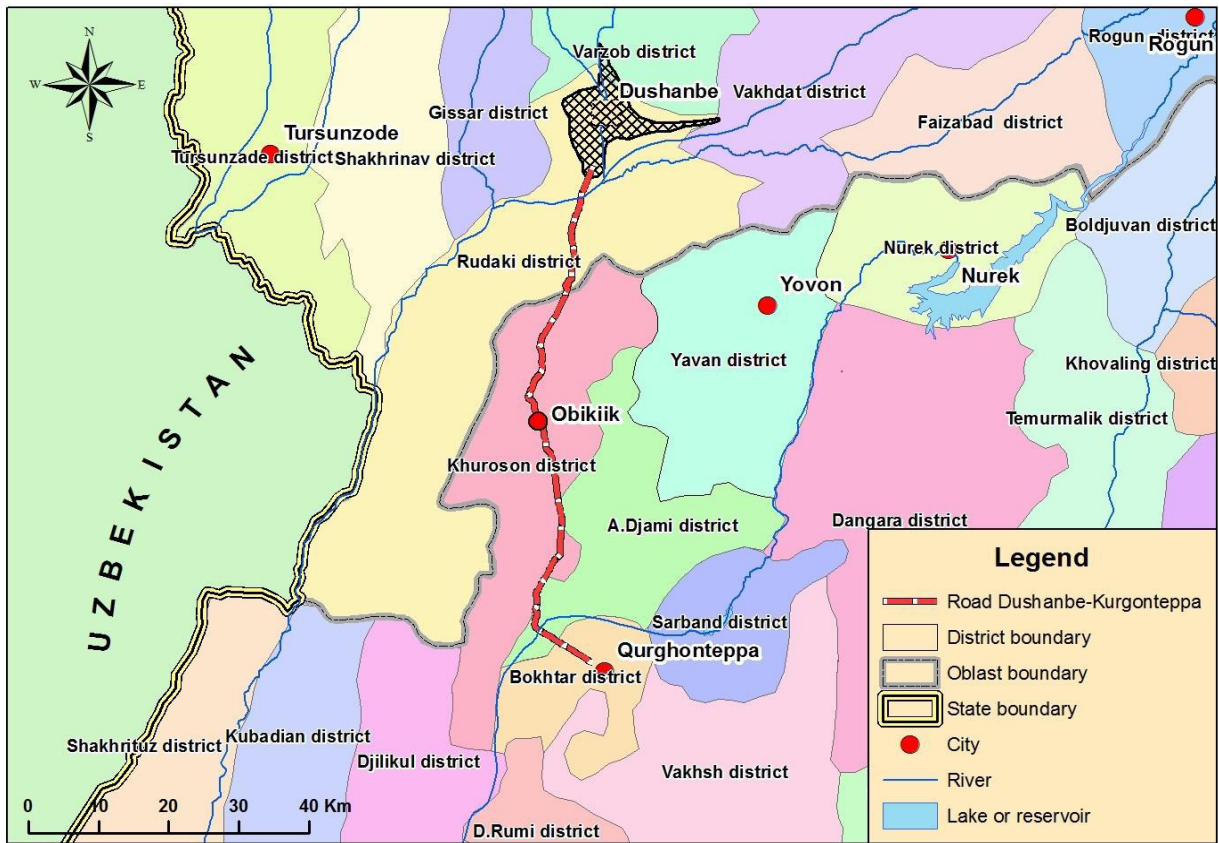 N
W
E
S
Varzob district
Rogun district
Rogun
Dushanbe
Vakhdat district
Gissar district
Faizabad district
Tursunzode
Tursunzade district
Shakhrinav district
Boldjuvan district
Nurek district
Nurek
Rudaki district
Yovon
Yavan district
Khovaling district
UZBEKISTAN
Obikiik
Temurmalik district
Khuroson district
A.Djami district
Dangara district
Sarband district
Qurghonteppa
Bokhtar district
Shakhrituz district
Kubadian district
Djilikul district
Vakhsh district
D.Rumi district
0 10 20 30 40 Km
Legend
Road Dushanbe-Kurgonteppa
District boundary
Oblast boundary
State boundary
City
River
Lake or reservoir